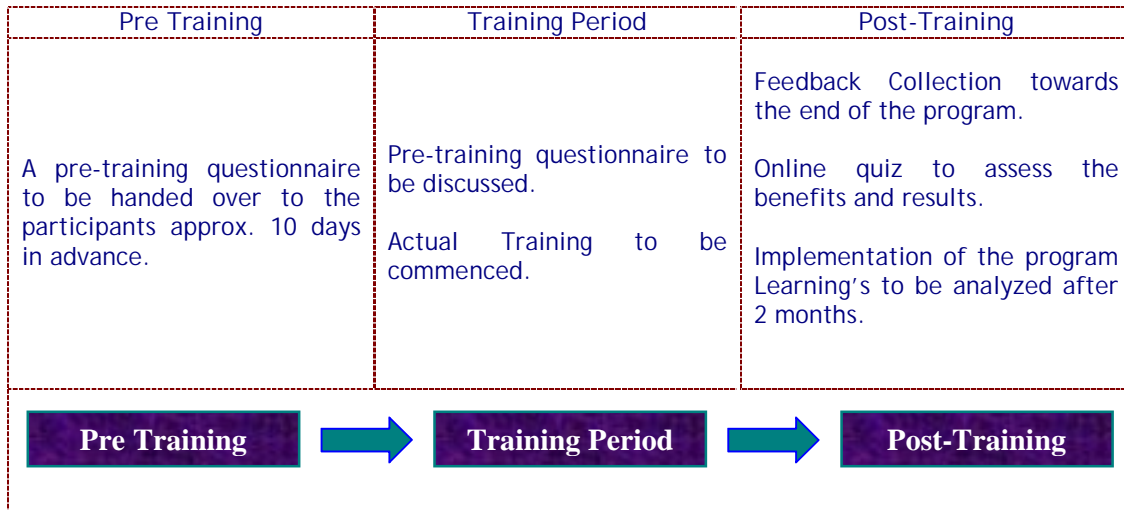 Pre Training
Training Period
Post-Training
A pre-training questionnaire
to be handed over to the
participants approx. 10 days
in advance.
Pre-training questionnaire to
be discussed.
Actual Training to be
commenced.
Feedback Collection towards
the end of the program.
Online quiz to assess the
benefits and results.
Implementation of the program
Learning's to be analyzed after
2 months.
Pre Training
Training Period
Post-Training